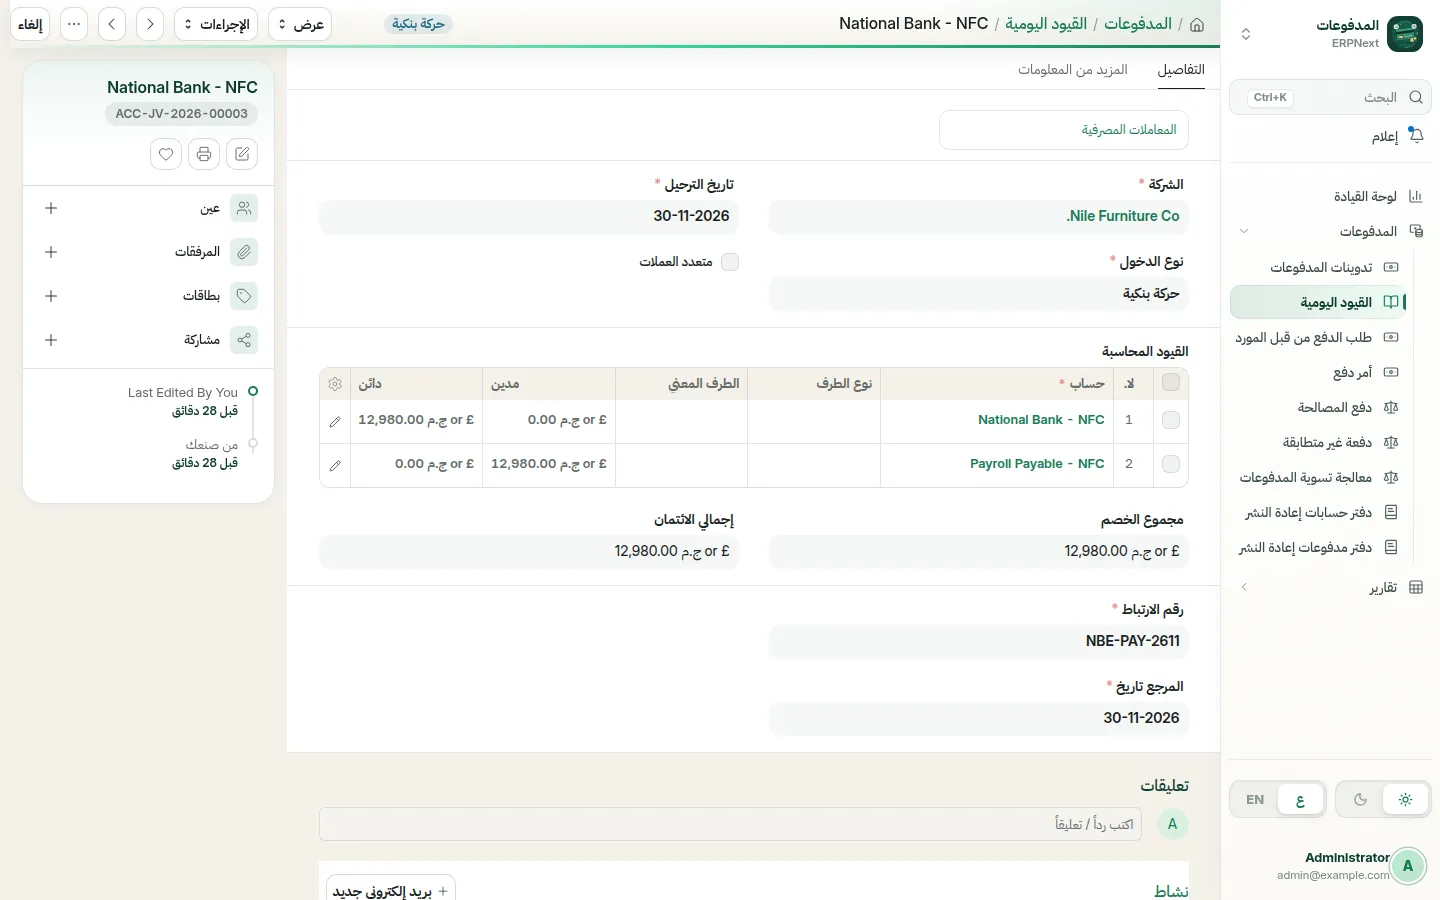 المدفوعات
ERPNext
البحث
Ctrl+K
إعلام
لوحة القيادة
المدفوعات
تدوينات المدفوعات
القيود اليومية
طلب الدفع من قبل المورد
أمر دفع
دفع المصالحة
دفعة غير متطابقة
معالجة تسوية المدفوعات
دفتر حسابات إعادة النشر
دفتر مدفوعات إعادة النشر
تقارير
ع
EN
Administrator
admin@example.com
A
المدفوعات / القيود اليومية / National Bank - NFC
حركة بنكية
عرض
الإجراءات
إلغاء
التفاصيل
المزيد من المعلومات
المعاملات المصرفية
الشركة *
Nile Furniture Co.
تاريخ الترحيل *
30-11-2026
نوع الدخول *
حركة بنكية
متعدد العملات
القيود المحاسبة
لا. حساب * نوع الطرف الطرف المعني مدين دائن
1 National Bank - NFC £ or ج.م 0.00 £ or ج.م 12,980.00
2 Payroll Payable - NFC £ or ج.م 12,980.00 £ or ج.م 0.00
مجموع الخصم
£ or ج.م 12,980.00
إجمالي الائتمان
£ or ج.م 12,980.00
رقم الارتباط *
NBE-PAY-2611
المرجع تاريخ *
30-11-2026
تعليقات
A
اكتب رداً / تعليقاً
نشاط
+ بريد إلكتروني جديد
National Bank - NFC
ACC-JV-2026-00003
عين
المرفقات
بطاقات
مشاركة
Last Edited By You
قبل 28 دقائق
من صنعك
قبل 28 دقائق